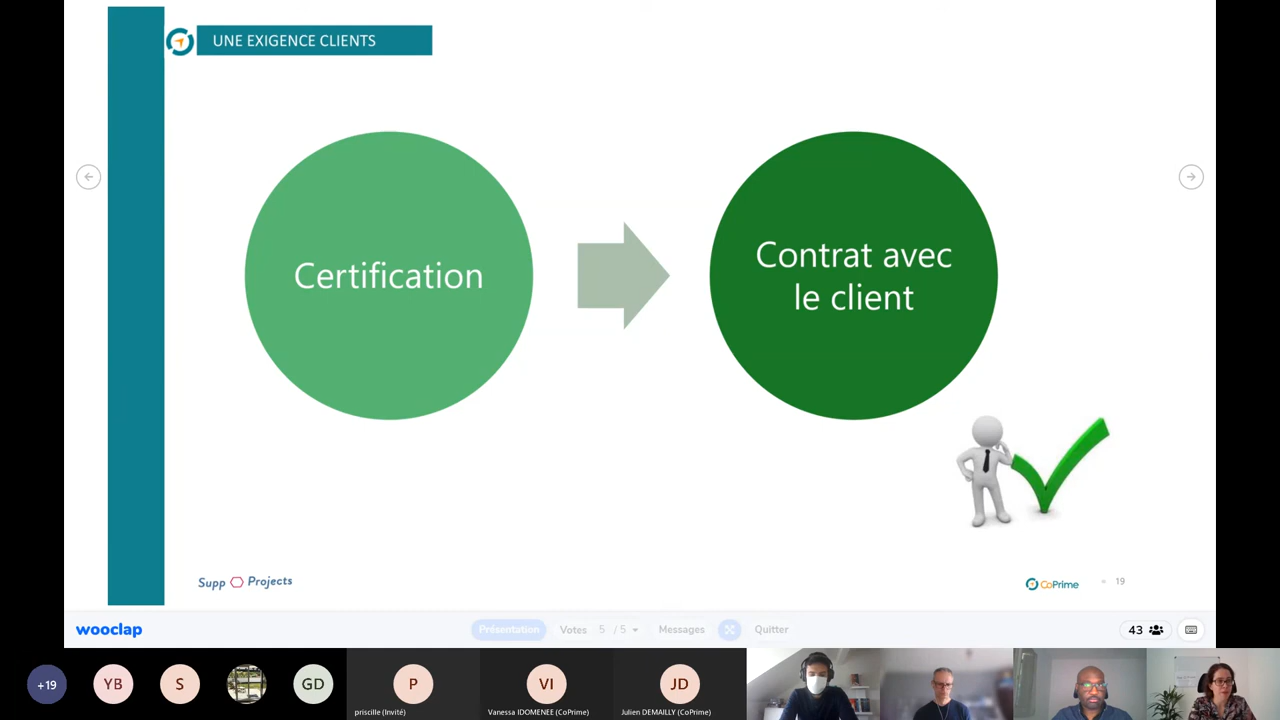 UNE EXIGENCE CLIENTS
Certification
Contrat avec
le client
Supp Projects
CoPrime
19
wooclap
Présentation
Votes 5 / 5
Messages
Quitter
43
+19
YB
S
GD
P
VI
JD
priscille (Invité)
Vanessa IDOMENEE (CoPrime)
Julien DEMAILLY (CoPrime)